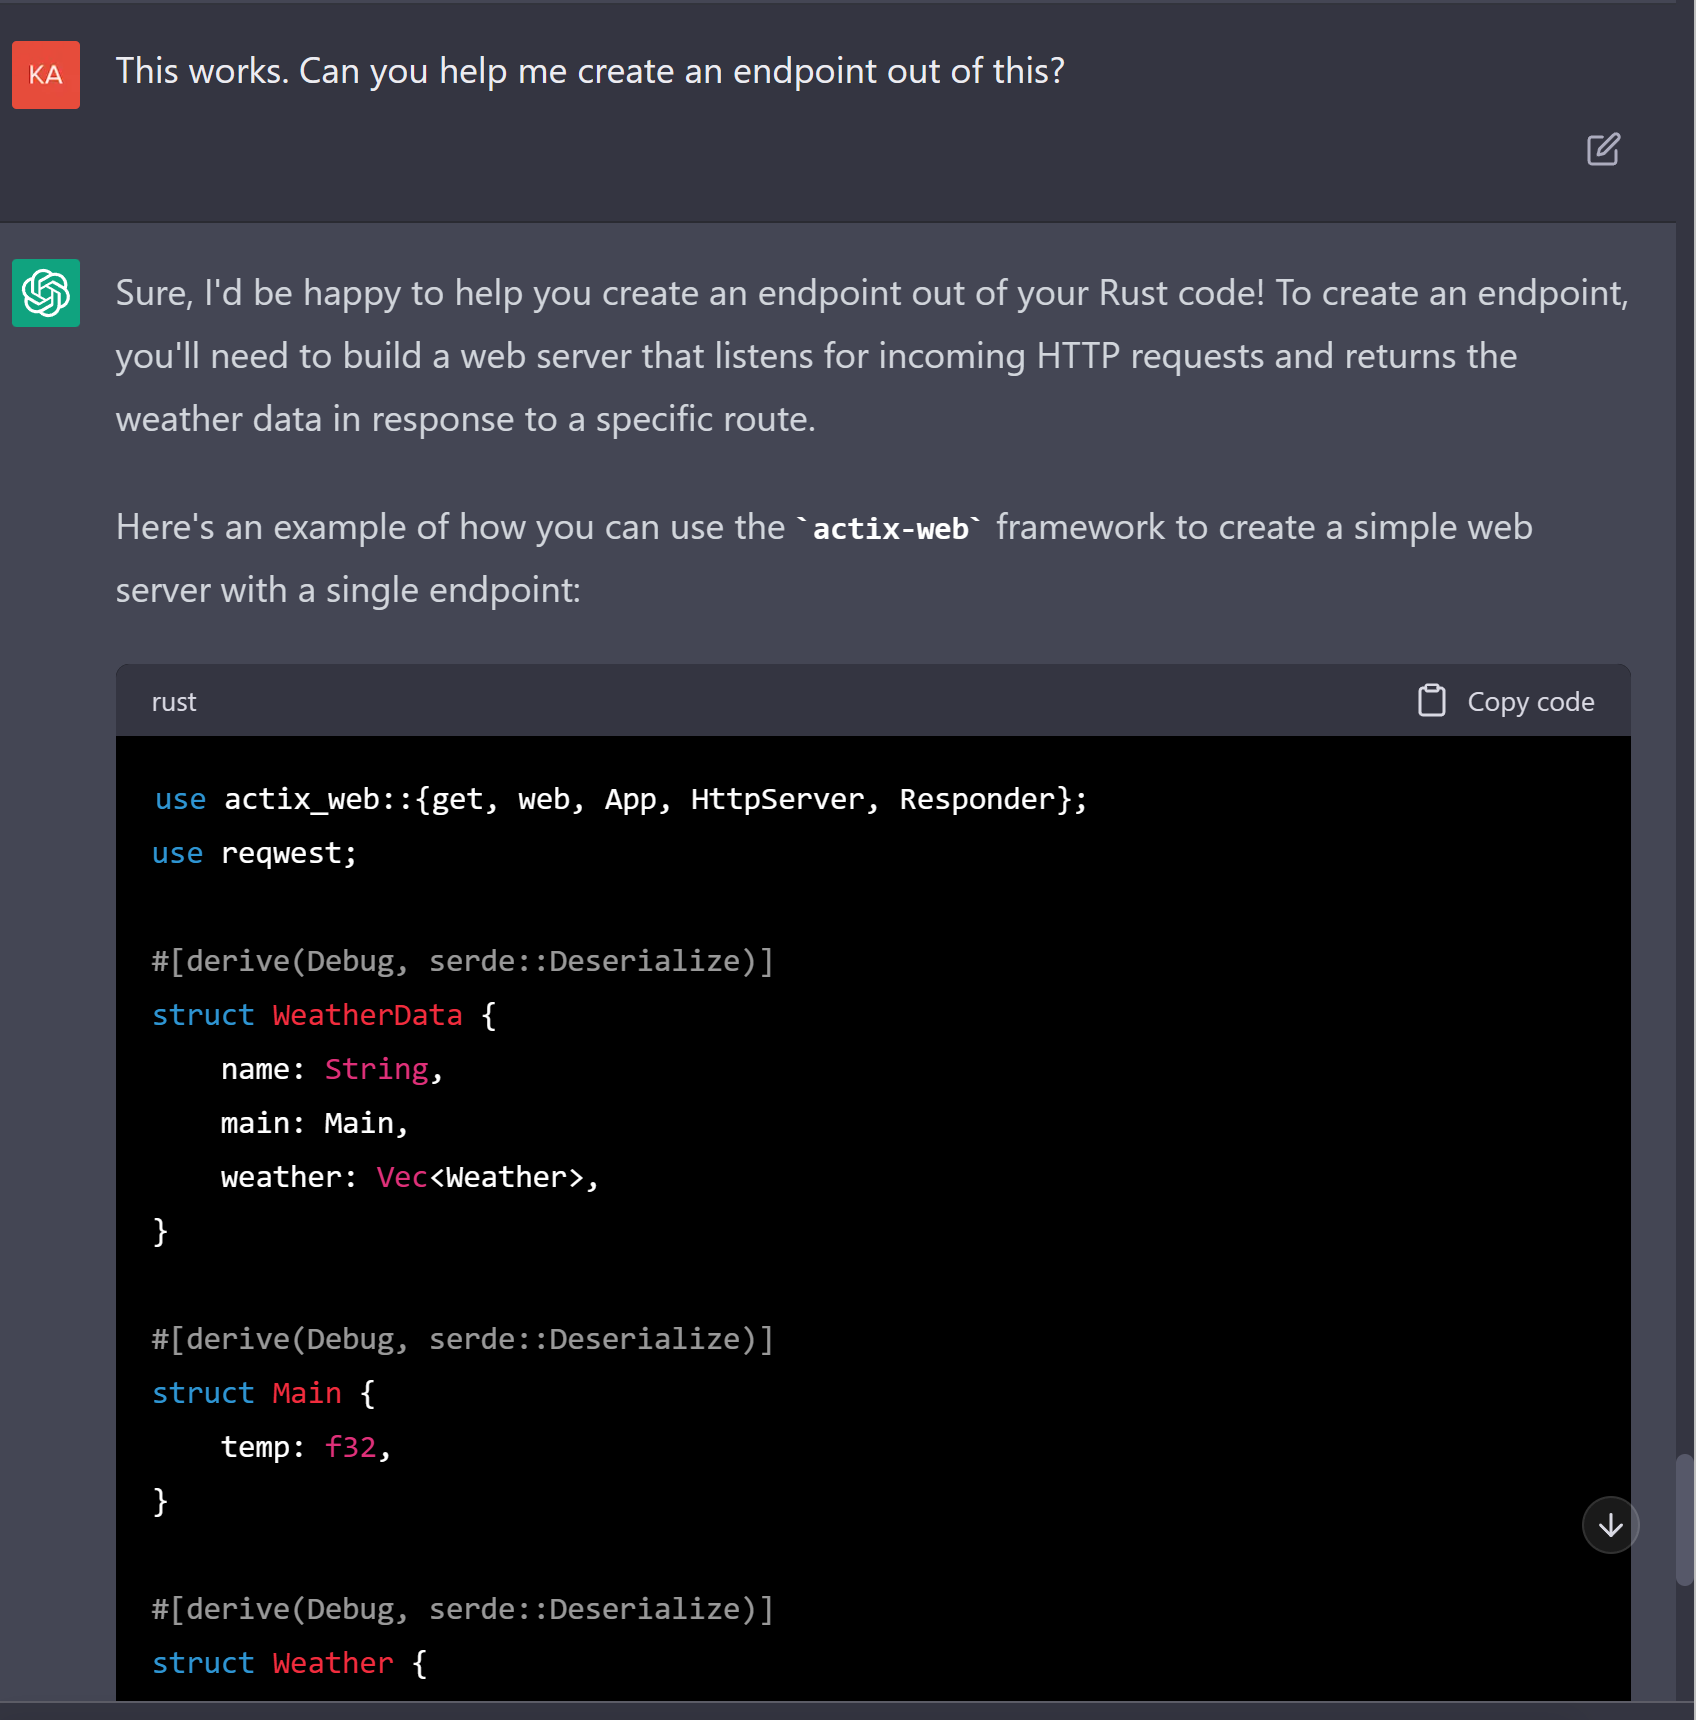 KA
This works. Can you help me create an endpoint out of this?
Sure, I'd be happy to help you create an endpoint out of your Rust code! To create an endpoint,
you'll need to build a web server that listens for incoming HTTP requests and returns the
weather data in response to a specific route.
Here's an example of how you can use the `actix-web` framework to create a simple web
server with a single endpoint:
rust
Copy code
use actix_web::{get, web, App, HttpServer, Responder};
use reqwest;
#[derive(Debug, serde::Deserialize)]
struct WeatherData {
    name: String,
    main: Main,
    weather: Vec<Weather>,
}
#[derive(Debug, serde::Deserialize)]
struct Main {
    temp: f32,
}
#[derive(Debug, serde::Deserialize)]
struct Weather {